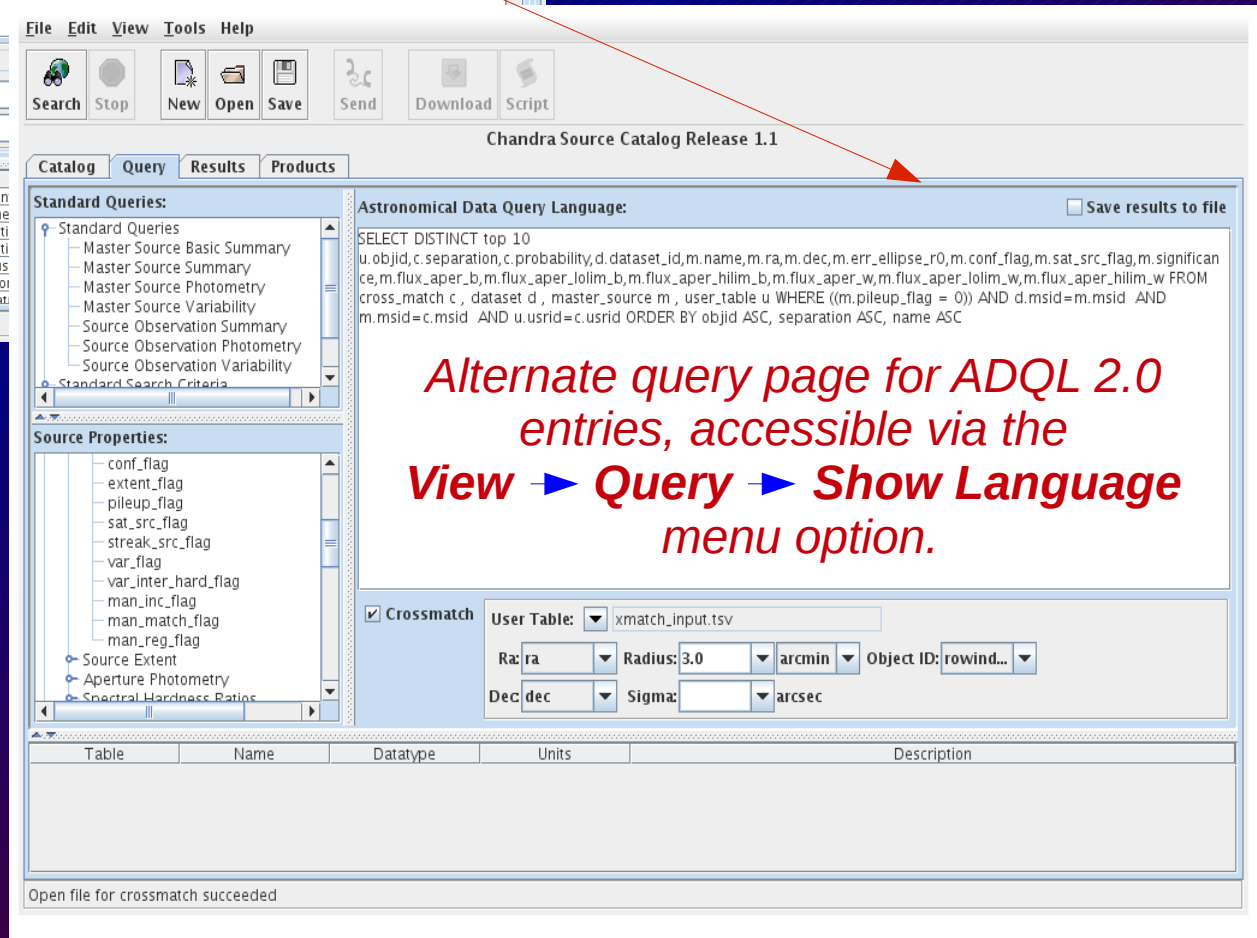 File Edit View Tools Help
Search Stop New Open Save Send Download Script
Chandra Source Catalog Release 1.1
Catalog Query Results Products
Standard Queries:
Standard Queries
Master Source Basic Summary
Master Source Summary
Master Source Photometry
Master Source Variability
Source Observation Summary
Source Observation Photometry
Source Observation Variability
Standard Search Criteria
Source Properties:
conf_flag
extent_flag
pileup_flag
sat_src_flag
streak_src_flag
var_flag
var_inter_hard_flag
man_inc_flag
man_match_flag
man_reg_flag
Source Extent
Aperture Photometry
Spectral Hardness Ratios
Astronomical Data Query Language:
Save results to file
SELECT DISTINCT top 10
u.objid,c.separation,c.probability,d.dataset_id,m.name,m.ra,m.dec,m.err_ellipse_r0,m.conf_flag,m.sat_src_flag,m.significan
ce,m.flux_aper_b,m.flux_aper_lolim_b,m.flux_aper_hilim_b,m.flux_aper_w,m.flux_aper_lolim_w,m.flux_aper_hilim_w FROM
cross_match c , dataset d , master_source m , user_table u WHERE ((m.pileup_flag = 0)) AND d.msid=m.msid AND
m.msid=c.msid AND u.usrid=c.usrid ORDER BY objid ASC, separation ASC, name ASC
Alternate query page for ADQL 2.0
entries, accessible via the
View Query Show Language
menu option.
Crossmatch
User Table: xmatch_input.tsv
Ra: ra Radius: 3.0 arcmin Object ID: rowind...
Dec: dec Sigma: arcsec
Table Name Datatype Units Description
Open file for crossmatch succeeded